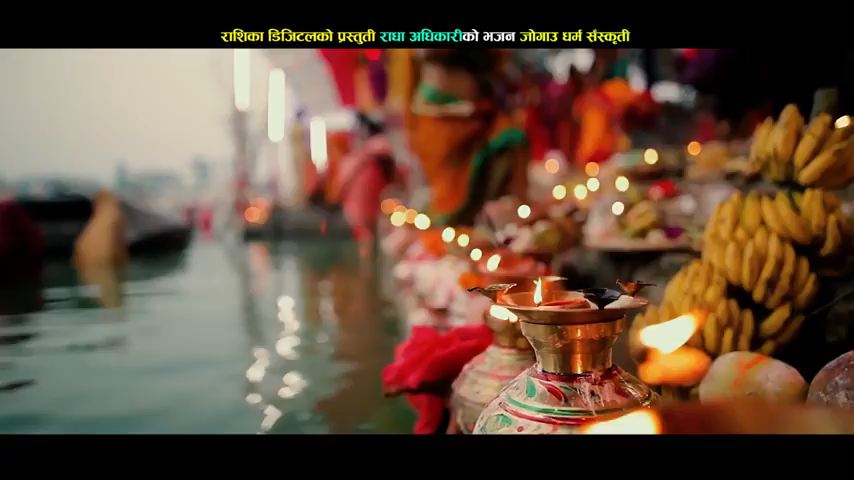 राशिका डिजिटलको प्रस्तुती राधा अधिकारीको भजन जोगाउ धर्म सँस्कृती